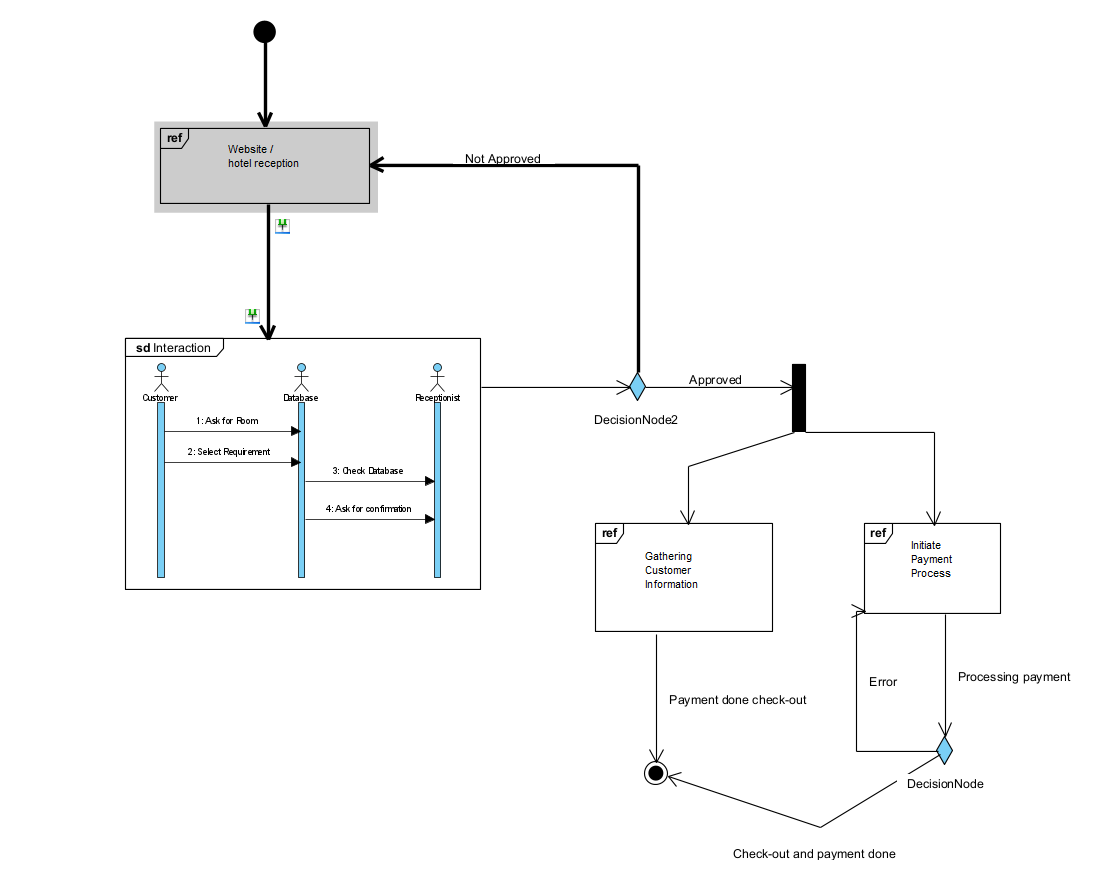 ref
Website /
hotel reception
Not Approved
sd Interaction
Customer
Database
Receptionist
1: Ask for Room
2: Select Requirement
3: Check Database
4: Ask for confirmation
Approved
DecisionNode2
ref
Gathering
Customer
Information
ref
Initiate
Payment
Process
Error
Processing payment
Payment done check-out
DecisionNode
Check-out and payment done